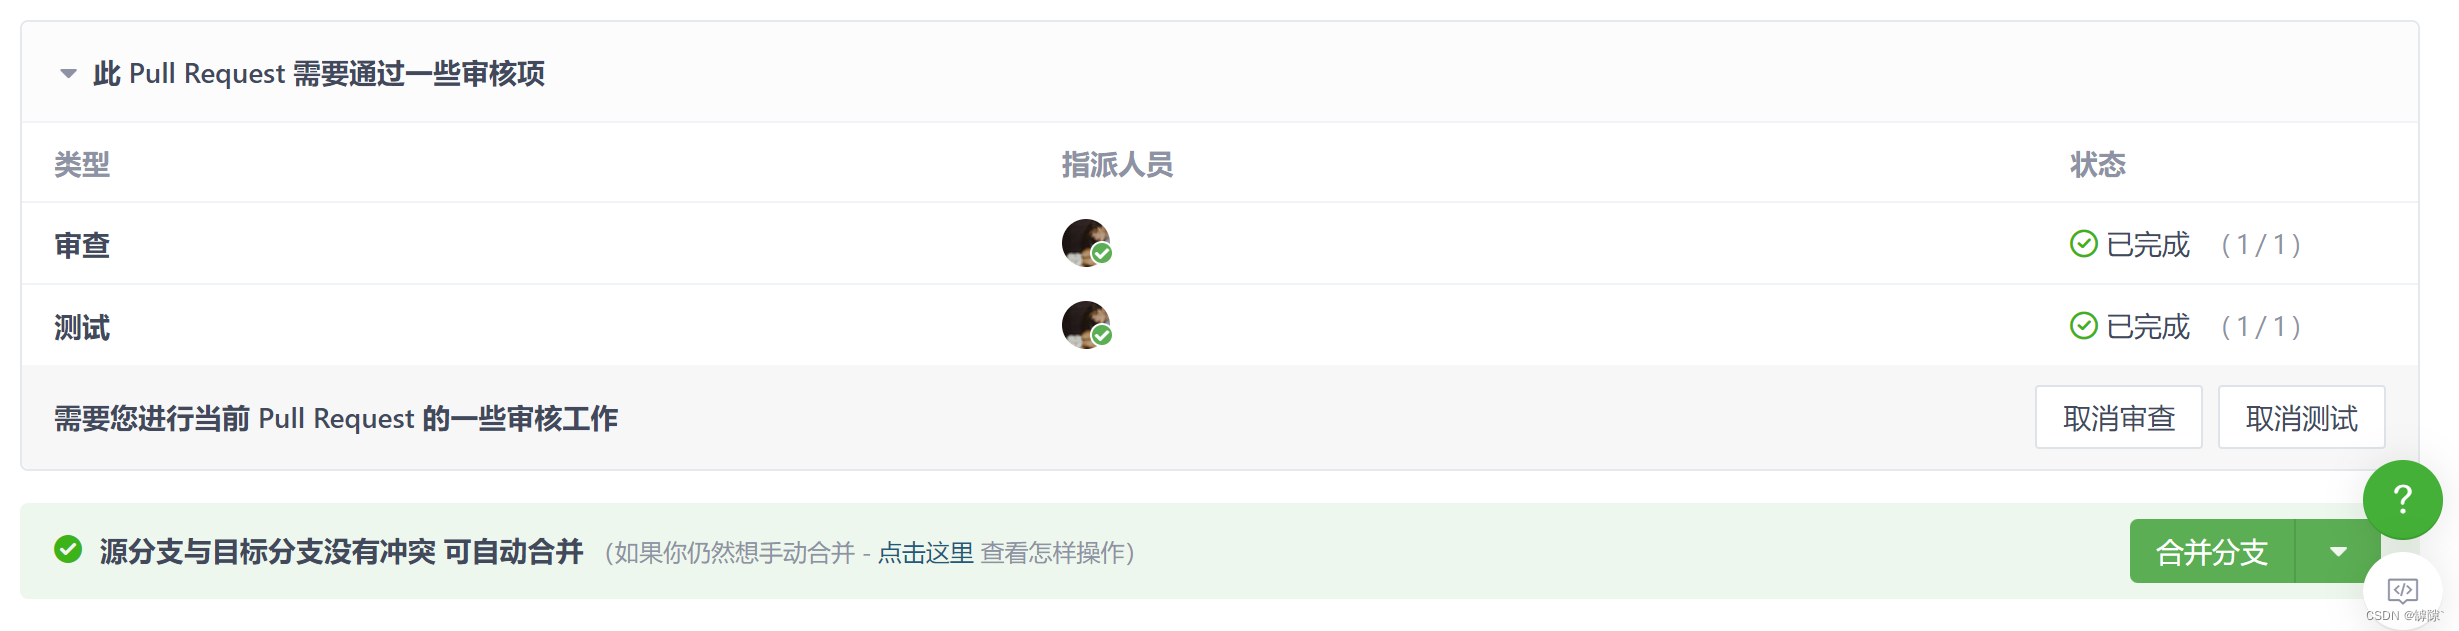 此 Pull Request 需要通过一些审核项
类型 指派人员 状态
审查 已完成 (1/1)
测试 已完成 (1/1)
需要您进行当前 Pull Request 的一些审核工作 取消审查 取消测试
?
源分支与目标分支没有冲突 可自动合并 (如果你仍然想手动合并 - 点击这里 查看怎样操作) 合并分支
</>
CSDN @罅隙`